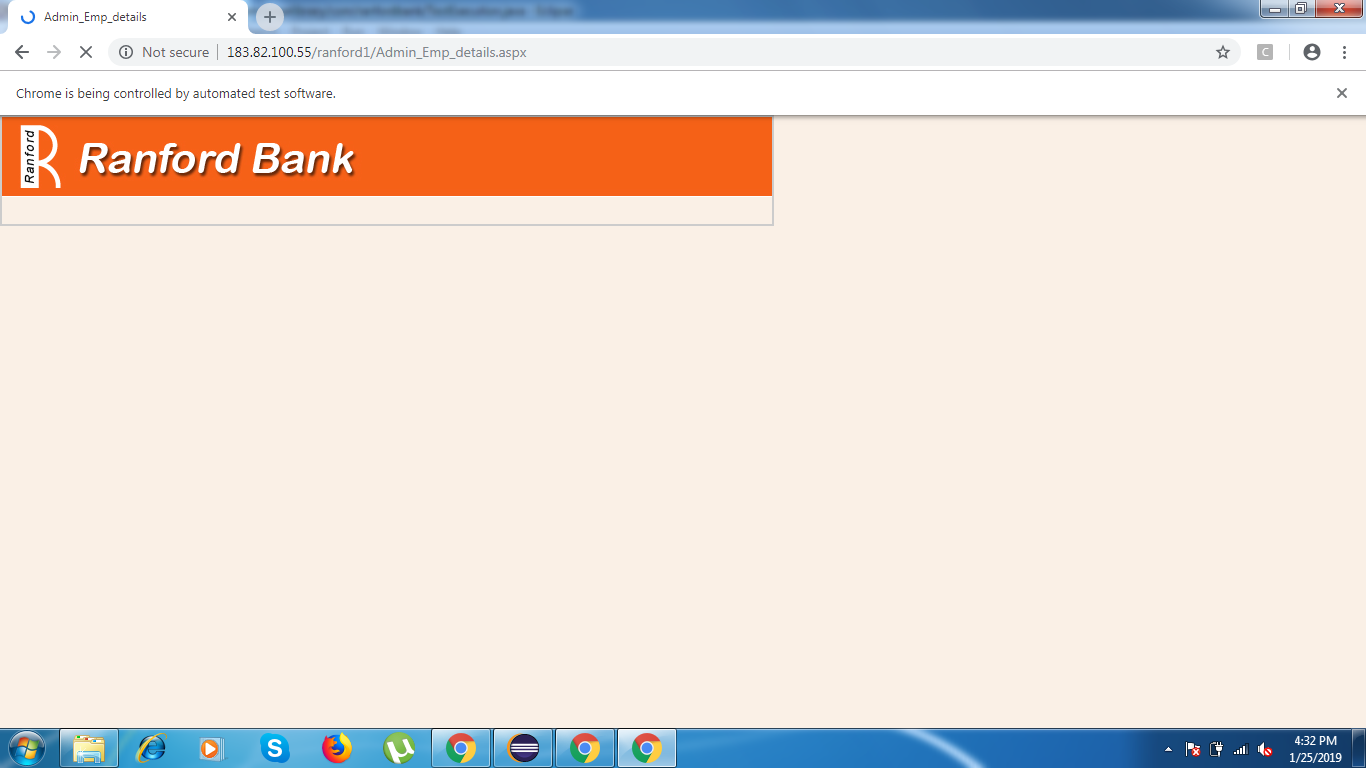 Admin_Emp_details
Not secure
183.82.100.55/ranford1/Admin_Emp_details.aspx
C
Chrome is being controlled by automated test software.
Ranford
Ranford Bank
4:32 PM
1/25/2019